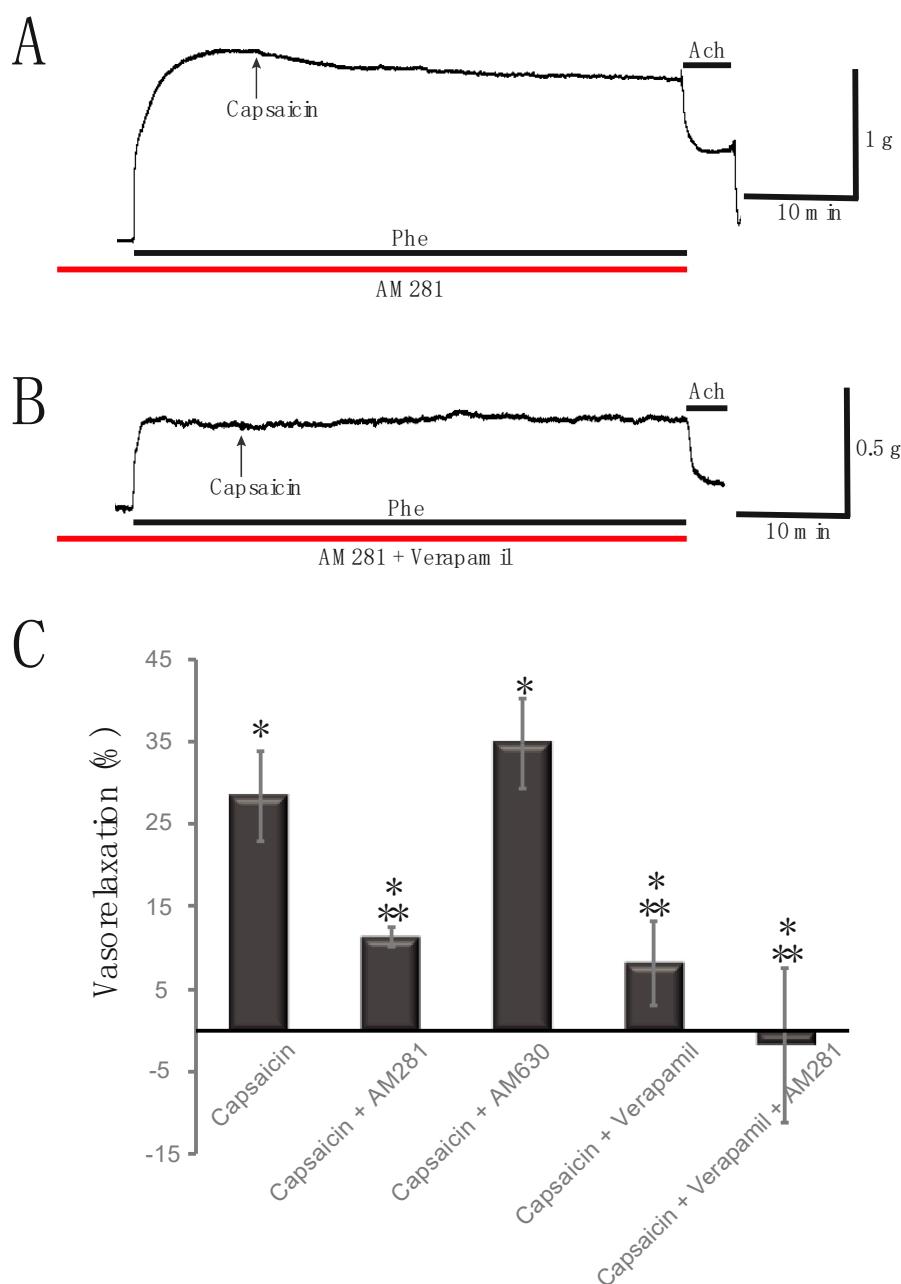 A
Ach
Capsaicin
1 g
10 min
Phe
AM281
B
Ach
Capsaicin
0.5 g
Phe
10 min
AM281 + Verapamil
C
45
35
25
15
5
-5
-15
Vasorelaxation (%)
*
*
**
*
*
**
*
**
Capsaicin
Capsaicin + AM281
Capsaicin + AM630
Capsaicin + Verapamil
Capsaicin + Verapamil + AM281